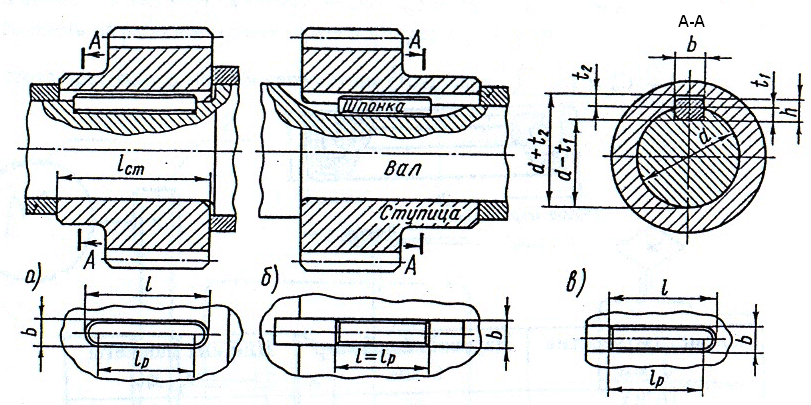 А
А
А-А
b
t₂
t₁
h
Шпонка
d
d+t₂
d-t₁
lст
Вал
Ступица
А
А
а)
l
б)
в)
l
b
b
b
lр
l=lр
lр